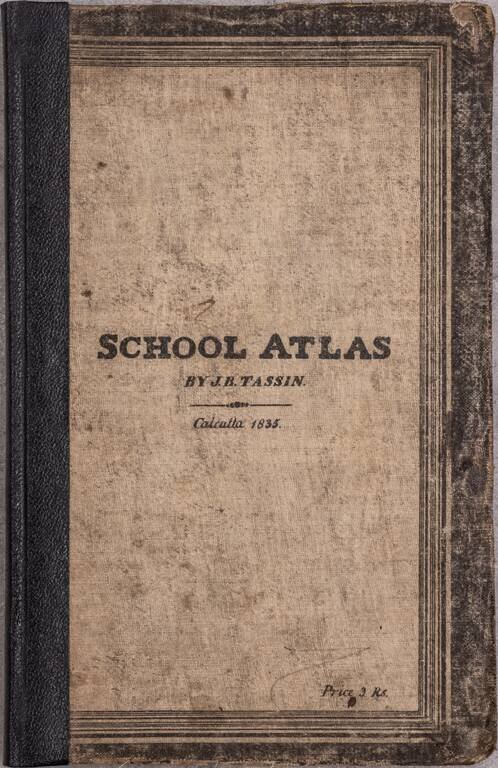 SCHOOL ATLAS
BY J.B. TASSIN.
Calcutta 1835.
Price 3 Rs.